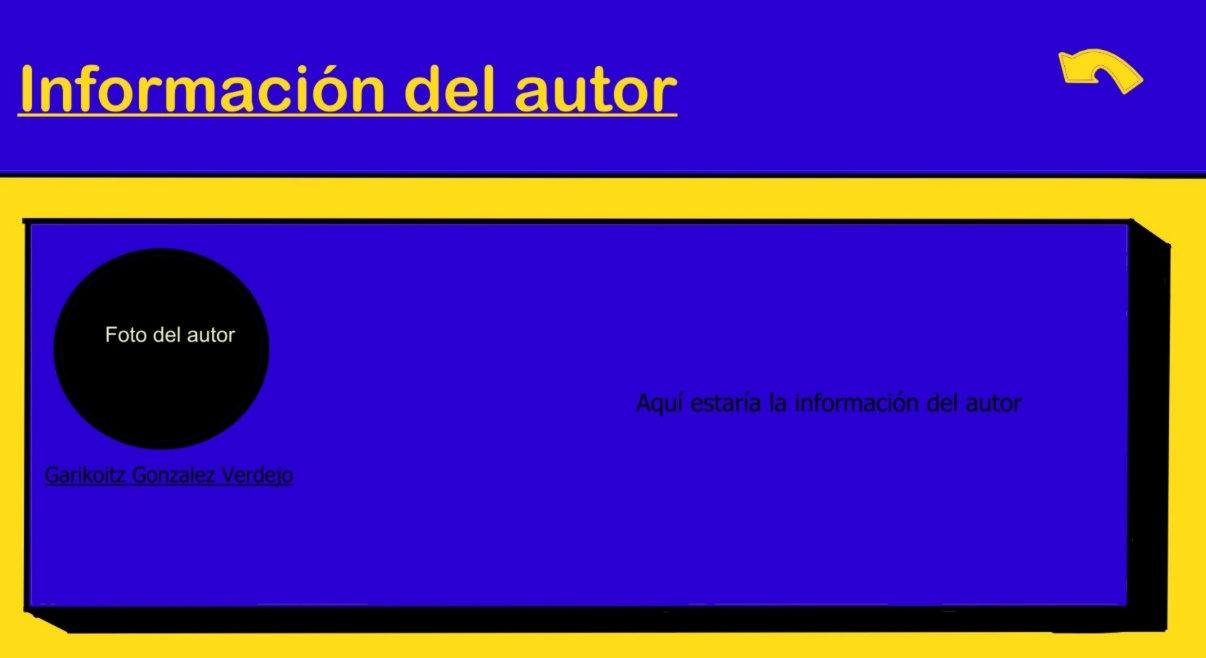 Información del autor
Foto del autor
Aquí estaría la información del autor
Garikoitz Gonzalez Verdejo